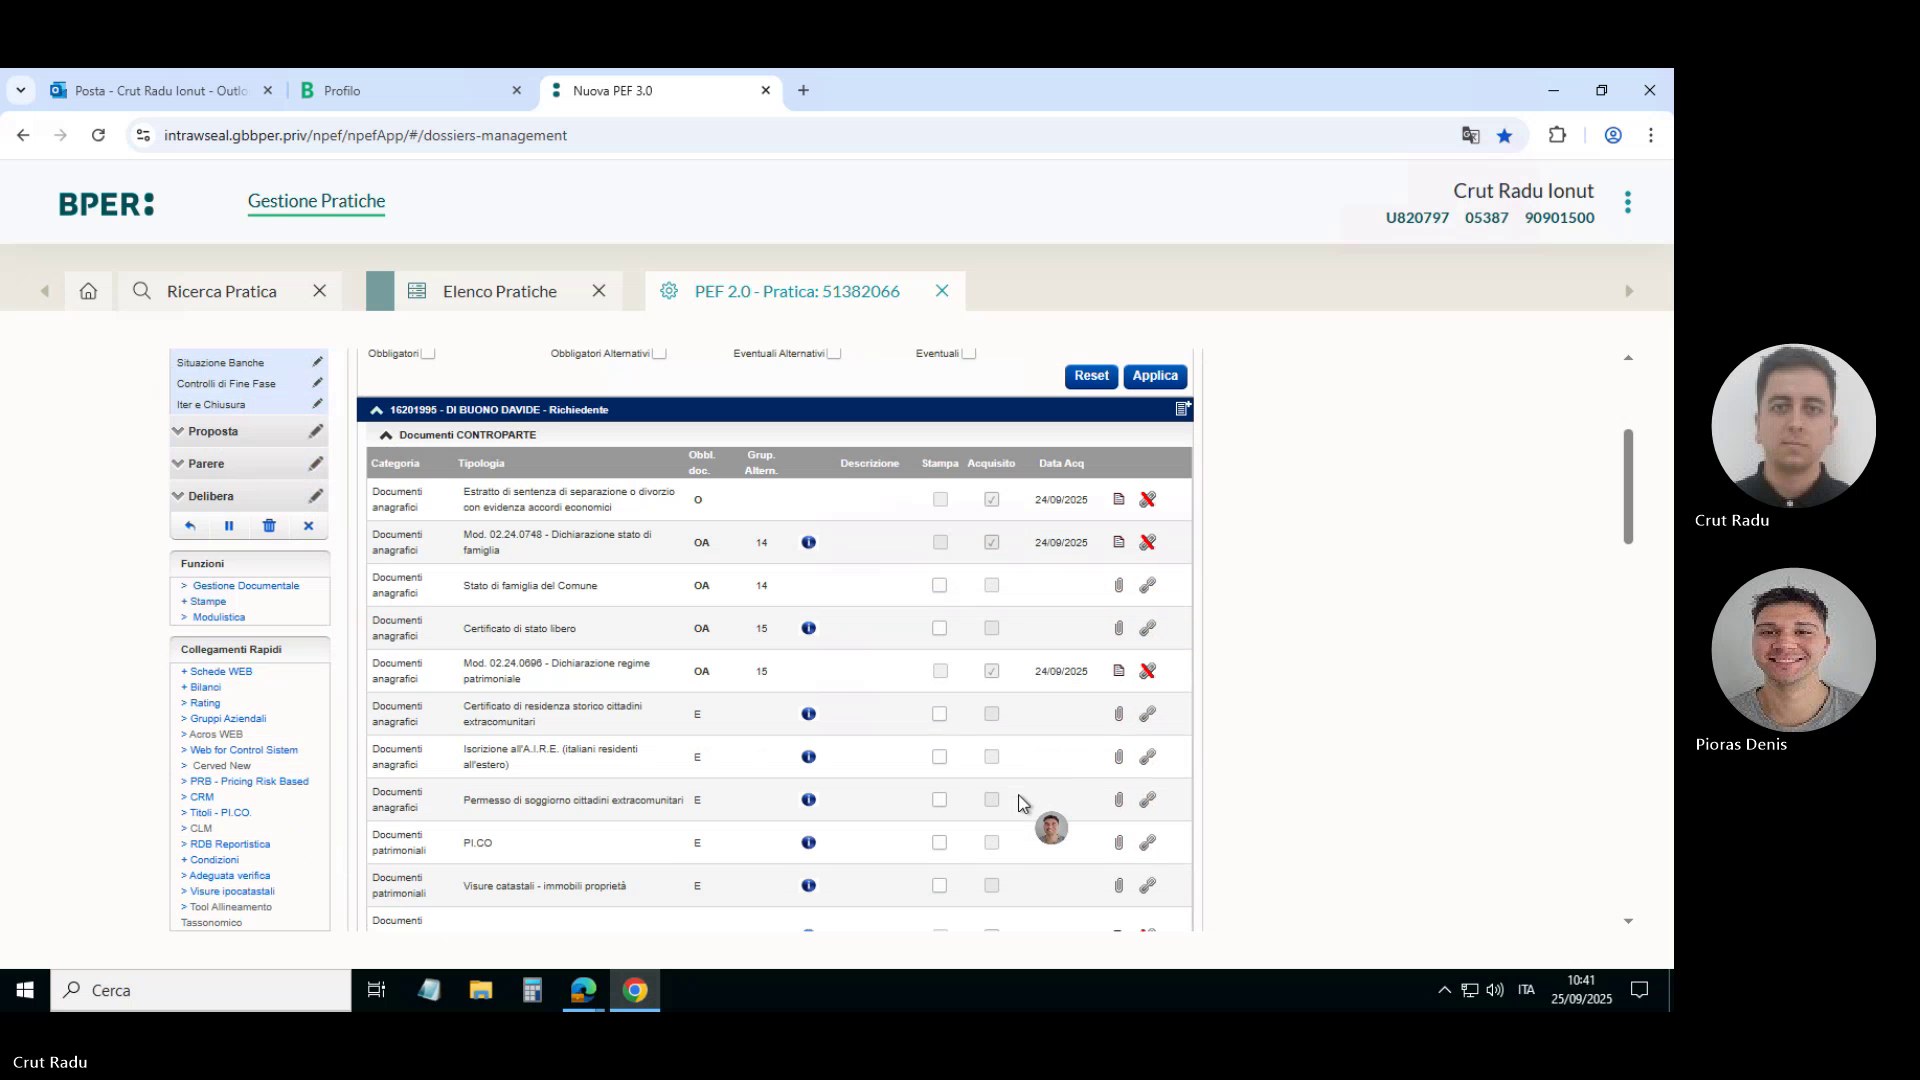 Posta - Crut Radu Ionut - Outlo
Profilo
Nuova PEF 3.0
intrawseal.gbbper.priv/npef/npefApp/#/dossiers-management
BPER:
Gestione Pratiche
Crut Radu Ionut
U820797 05387 90901500
Ricerca Pratica
Elenco Pratiche
PEF 2.0 - Pratica: 51382066
Situazione Banche
Controlli di Fine Fase
Iter e Chiusura
Proposta
Parere
Delibera
Funzioni
> Gestione Documentale
+ Stampe
> Modulistica
Collegamenti Rapidi
+ Schede WEB
+ Bilanci
> Rating
> Gruppi Aziendali
> Acros WEB
> Web for Control Sistem
> Cerved New
> PRB - Pricing Risk Based
> CRM
> Titoli - PI.CO.
> CLM
> RDB Reportistica
+ Condizioni
> Adeguata verifica
> Visure ipocatastali
> Tool Allineamento
Tassonomico
Obbligatori
Obbligatori Alternativi
Eventuali Alternativi
Eventuali
Reset
Applica
16201995 - DI BUONO DAVIDE - Richiedente
Documenti CONTROPARTE
Categoria Tipologia Obbl. doc. Grup. Altern. Descrizione Stampa Acquisito Data Acq
Documenti anagrafici Estratto di sentenza di separazione o divorzio con evidenza accordi economici O 24/09/2025
Documenti anagrafici Mod. 02.24.0748 - Dichiarazione stato di famiglia OA 14 24/09/2025
Documenti anagrafici Stato di famiglia del Comune OA 14
Documenti anagrafici Certificato di stato libero OA 15
Documenti anagrafici Mod. 02.24.0696 - Dichiarazione regime patrimoniale OA 15 24/09/2025
Documenti anagrafici Certificato di residenza storico cittadini extracomunitari E
Documenti anagrafici Iscrizione all'A.I.R.E. (italiani residenti all'estero) E
Documenti anagrafici Permesso di soggiorno cittadini extracomunitari E
Documenti patrimoniali PI.CO E
Documenti patrimoniali Visure catastali - immobili proprietà E
Documenti
Cerca
ITA
10:41
25/09/2025
Crut Radu
Pioras Denis
Crut Radu